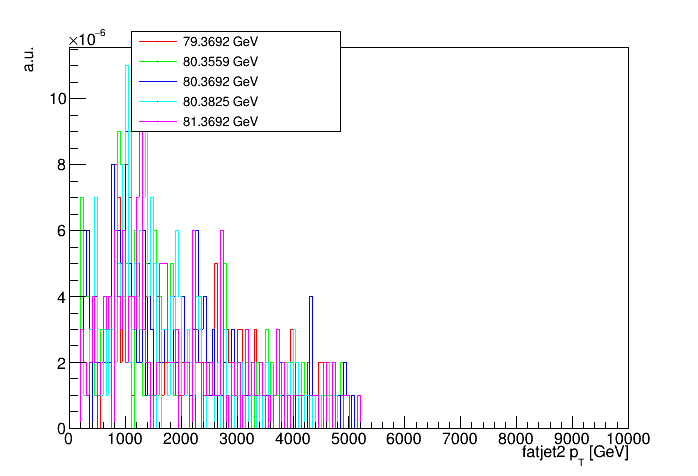 ×10⁻⁶
a.u.
79.3692 GeV
80.3559 GeV
80.3692 GeV
80.3825 GeV
81.3692 GeV
10
8
6
4
2
0
0 1000 2000 3000 4000 5000 6000 7000 8000 9000 10000
fatjet2 p_T [GeV]